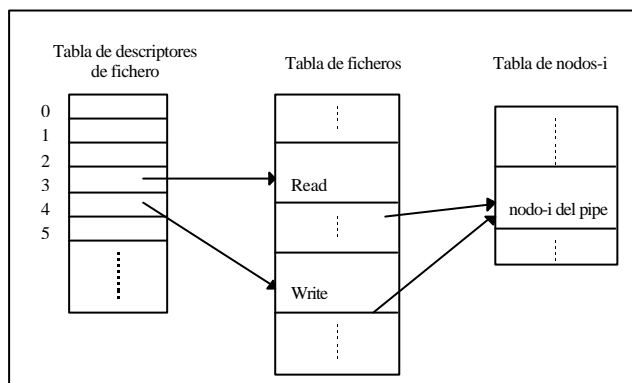 Tabla de descriptores
de fichero
Tabla de ficheros
Tabla de nodos-i
0
1
2
3
4
5
Read
Write
nodo-i del pipe